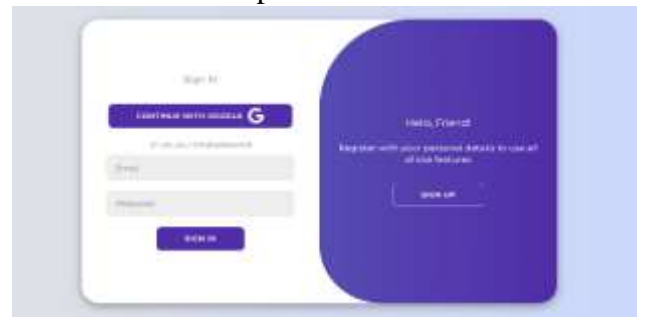 Sign In
CONTINUE WITH GOOGLE G
Email
Password
SIGN IN
Hello, Friend!
Register with your personal details to use all
of site features
SIGN UP